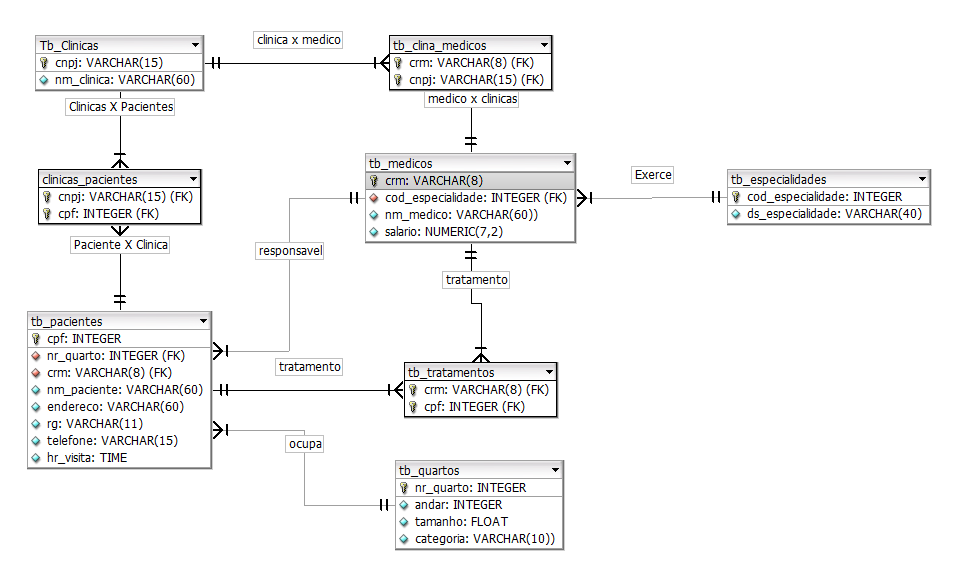 Tb_Clinicas
cnpj: VARCHAR(15)
nm_clinica: VARCHAR(60)
clinica x medico
tb_clina_medicos
crm: VARCHAR(8) (FK)
cnpj: VARCHAR(15) (FK)
Clinicas X Pacientes
medico x clinicas
clinicas_pacientes
cnpj: VARCHAR(15) (FK)
cpf: INTEGER (FK)
Paciente X Clinica
tb_medicos
crm: VARCHAR(8)
cod_especialidade: INTEGER (FK)
nm_medico: VARCHAR(60))
salario: NUMERIC(7,2)
Exerce
tb_especialidades
cod_especialidade: INTEGER
ds_especialidade: VARCHAR(40)
responsavel
tratamento
tb_pacientes
cpf: INTEGER
nr_quarto: INTEGER (FK)
crm: VARCHAR(8) (FK)
nm_paciente: VARCHAR(60)
endereco: VARCHAR(60)
rg: VARCHAR(11)
telefone: VARCHAR(15)
hr_visita: TIME
tratamento
tb_tratamentos
crm: VARCHAR(8) (FK)
cpf: INTEGER (FK)
ocupa
tb_quartos
nr_quarto: INTEGER
andar: INTEGER
tamanho: FLOAT
categoria: VARCHAR(10))